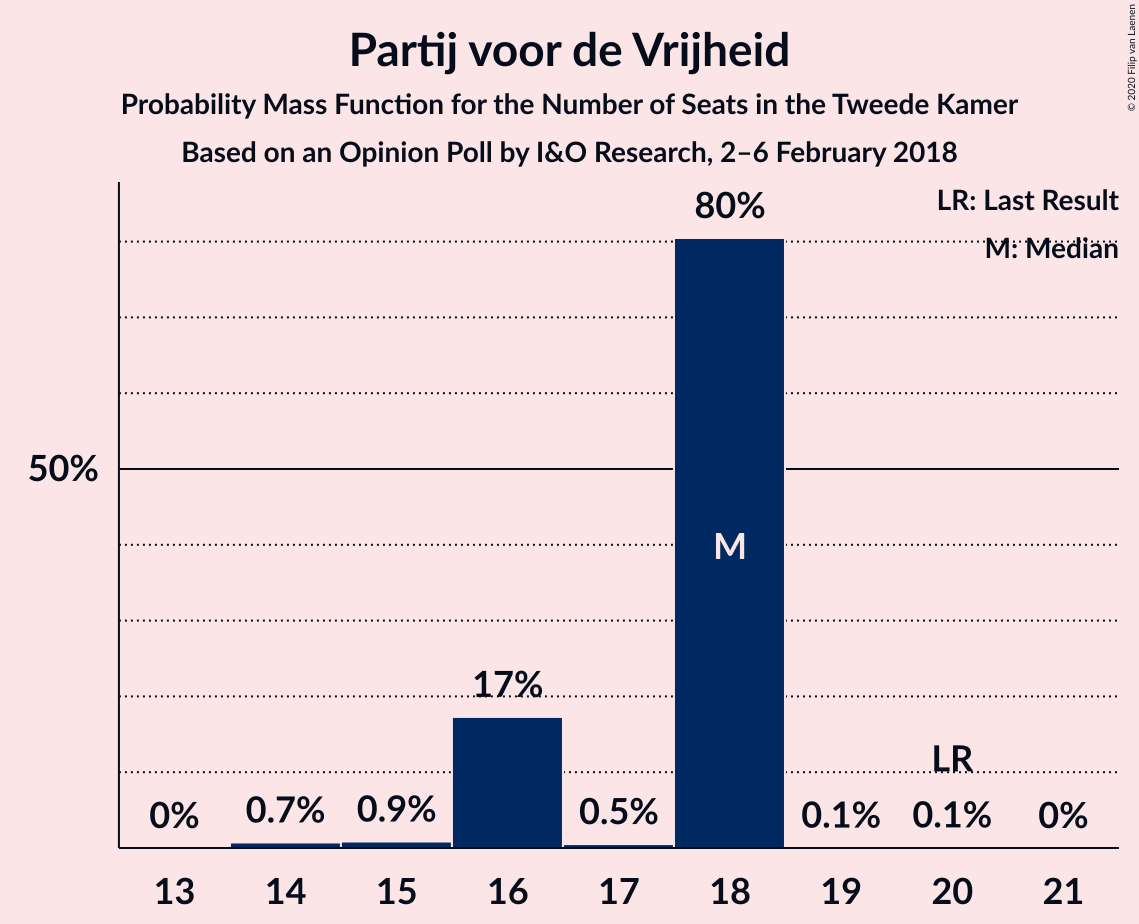 Partij voor de Vrijheid
Probability Mass Function for the Number of Seats in the Tweede Kamer
Based on an Opinion Poll by I&O Research, 2–6 February 2018
© 2020 Filip van Laenen
LR: Last Result
M: Median
50%
0%
0.7%
0.9%
17%
0.5%
80%
M
0.1%
LR
0.1%
0%
13 14 15 16 17 18 19 20 21